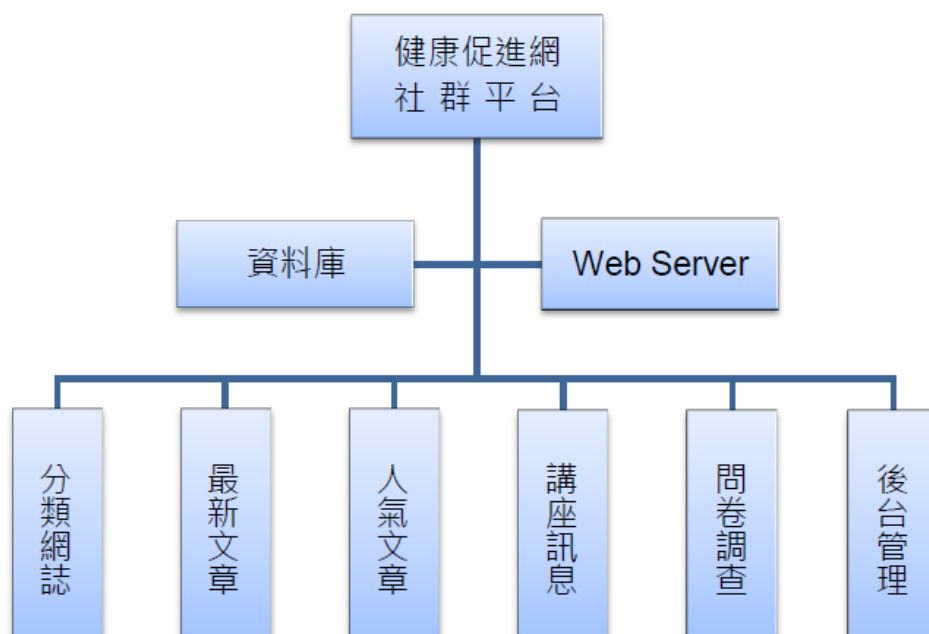 健康促進網
社群平台
資料庫
Web Server
分類網誌
最新文章
人氣文章
講座訊息
問卷調查
後台管理